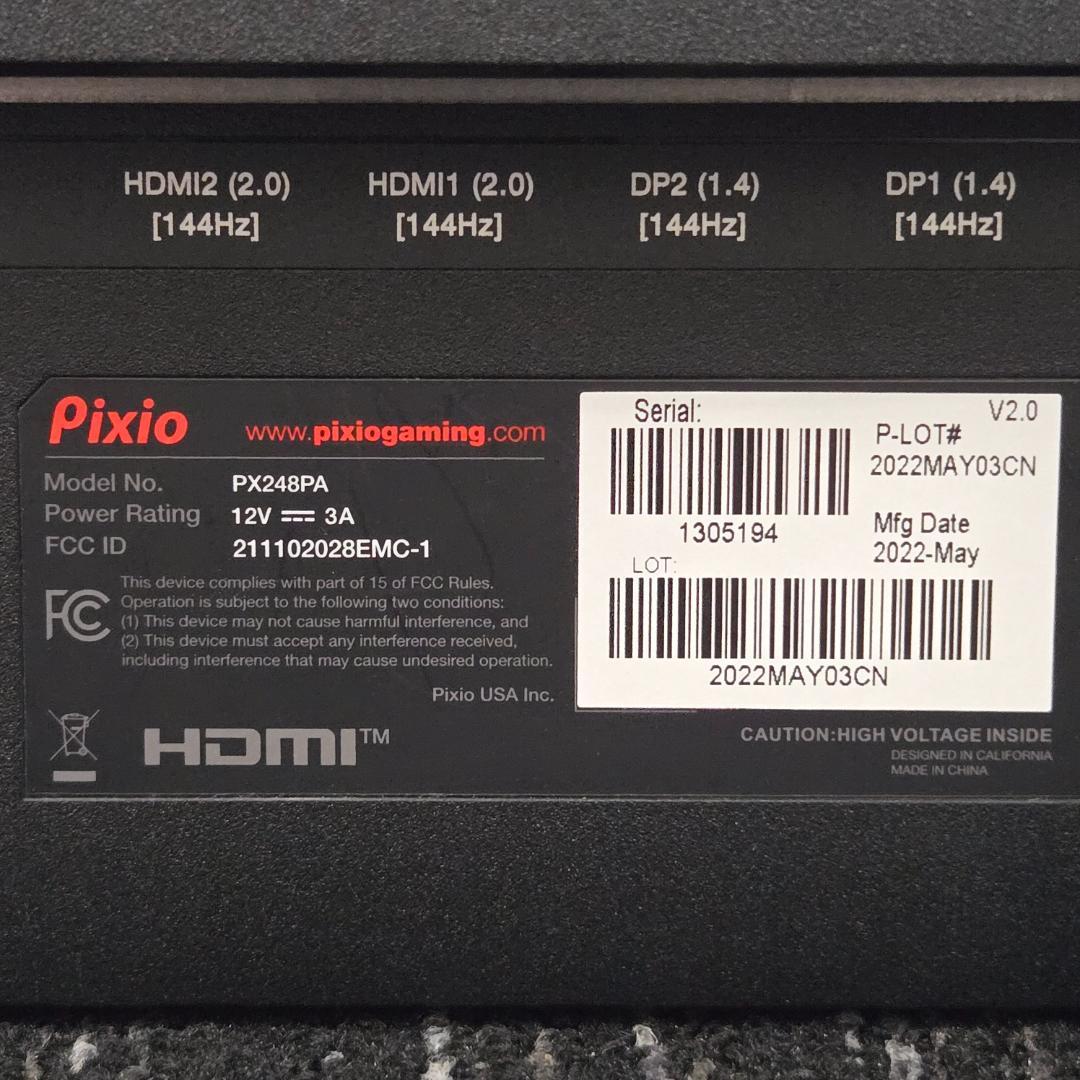 HDMI2 (2.0) HDMI1 (2.0) DP2 (1.4) DP1 (1.4)
[144Hz] [144Hz] [144Hz] [144Hz]
Pixio www.pixiogaming.com
Model No. PX248PA
Power Rating 12V ⎓ 3A
FCC ID 211102028EMC-1
FC
This device complies with part of 15 of FCC Rules.
Operation is subject to the following two conditions:
(1) This device may not cause harmful interference, and
(2) This device must accept any interference received,
including interference that may cause undesired operation.
Pixio USA Inc.
HDMI™
Serial: V2.0
1305194
P-LOT#
2022MAY03CN
Mfg Date
2022-May
LOT:
2022MAY03CN
CAUTION:HIGH VOLTAGE INSIDE
DESIGNED IN CALIFORNIA
MADE IN CHINA